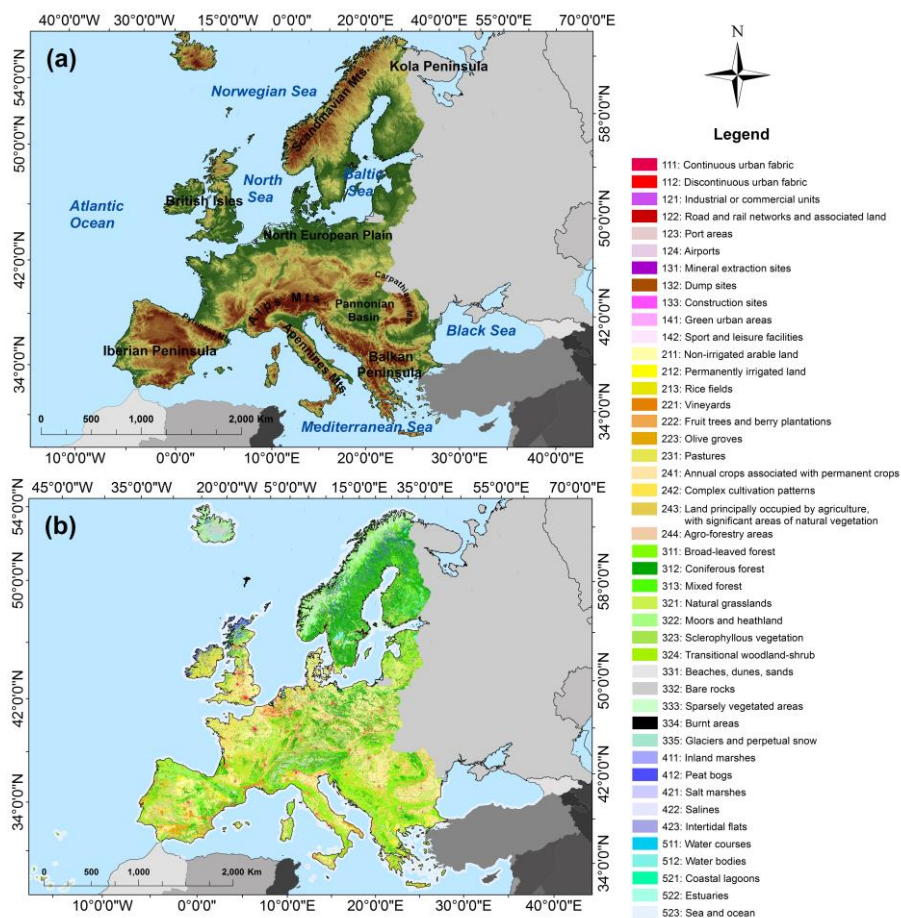 40°0'0"W 30°0'0"W 15°0'0"W 0°0'0" 15°0'0"E 30°0'0"E 40°0'0"E 55°0'0"E 70°0'0"E
(a)
Kola Peninsula
Norwegian Sea
Scandinavian Mts.
North Sea
Baltic Sea
British Isles
Atlantic Ocean
North European Plain
Carpathians Mts.
Alps Mts
Pannonian Basin
Pyrenees Mts.
Black Sea
Iberian Peninsula
Apennines Mts.
Balkan Peninsula
Mediterranean Sea
0 500 1,000 2,000 Km
54°0'0"N
50°0'0"N
42°0'0"N
34°0'0"N
58°0'0"N
50°0'0"N
42°0'0"N
34°0'0"N
10°0'0"W 0°0'0" 10°0'0"E 20°0'0"E 30°0'0"E 40°0'0"E
45°0'0"W 35°0'0"W 20°0'0"W 5°0'0"W 15°0'0"E 35°0'0"E 55°0'0"E 70°0'0"E
(b)
54°0'0"N
50°0'0"N
42°0'0"N
34°0'0"N
58°0'0"N
50°0'0"N
42°0'0"N
34°0'0"N
0 500 1,000 2,000 Km
10°0'0"W 0°0'0" 10°0'0"E 20°0'0"E 30°0'0"E 40°0'0"E
N
Legend
111: Continuous urban fabric
112: Discontinuous urban fabric
121: Industrial or commercial units
122: Road and rail networks and associated land
123: Port areas
124: Airports
131: Mineral extraction sites
132: Dump sites
133: Construction sites
141: Green urban areas
142: Sport and leisure facilities
211: Non-irrigated arable land
212: Permanently irrigated land
213: Rice fields
221: Vineyards
222: Fruit trees and berry plantations
223: Olive groves
231: Pastures
241: Annual crops associated with permanent crops
242: Complex cultivation patterns
243: Land principally occupied by agriculture,
with significant areas of natural vegetation
244: Agro-forestry areas
311: Broad-leaved forest
312: Coniferous forest
313: Mixed forest
321: Natural grasslands
322: Moors and heathland
323: Sclerophyllous vegetation
324: Transitional woodland-shrub
331: Beaches, dunes, sands
332: Bare rocks
333: Sparsely vegetated areas
334: Burnt areas
335: Glaciers and perpetual snow
411: Inland marshes
412: Peat bogs
421: Salt marshes
422: Salines
423: Intertidal flats
511: Water courses
512: Water bodies
521: Coastal lagoons
522: Estuaries
523: Sea and ocean